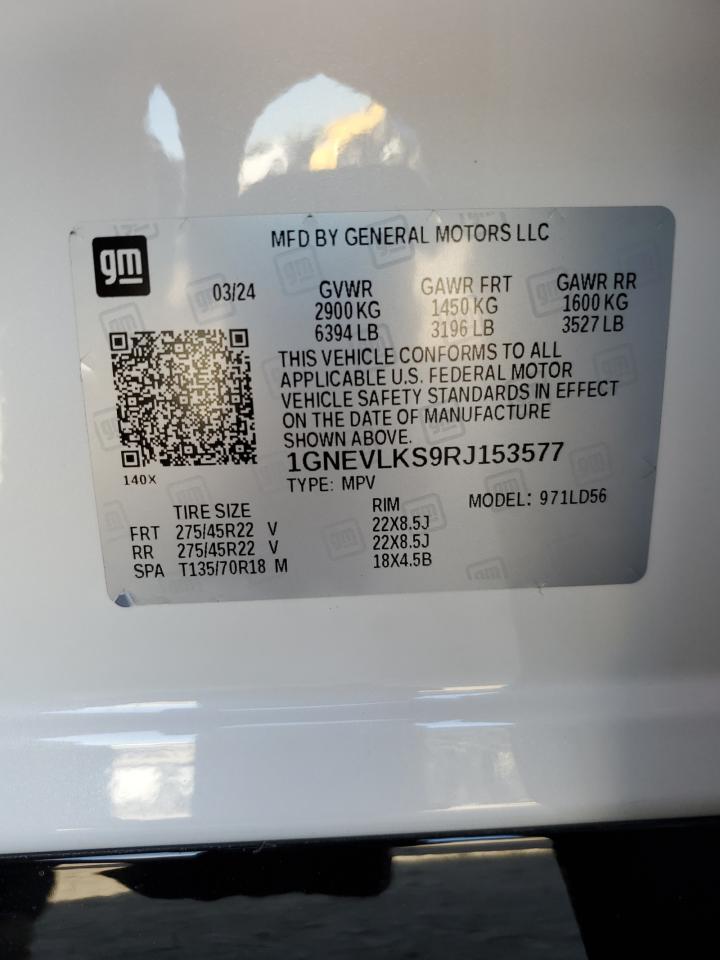 gm
MFD BY GENERAL MOTORS LLC
03/24
GVWR GAWR FRT GAWR RR
2900 KG 1450 KG 1600 KG
6394 LB 3196 LB 3527 LB
THIS VEHICLE CONFORMS TO ALL
APPLICABLE U.S. FEDERAL MOTOR
VEHICLE SAFETY STANDARDS IN EFFECT
ON THE DATE OF MANUFACTURE
SHOWN ABOVE.
1GNEVLKS9RJ153577
140X
TYPE: MPV
MODEL: 971LD56
TIRE SIZE RIM
FRT 275/45R22 V 22X8.5J
RR 275/45R22 V 22X8.5J
SPA T135/70R18 M 18X4.5B